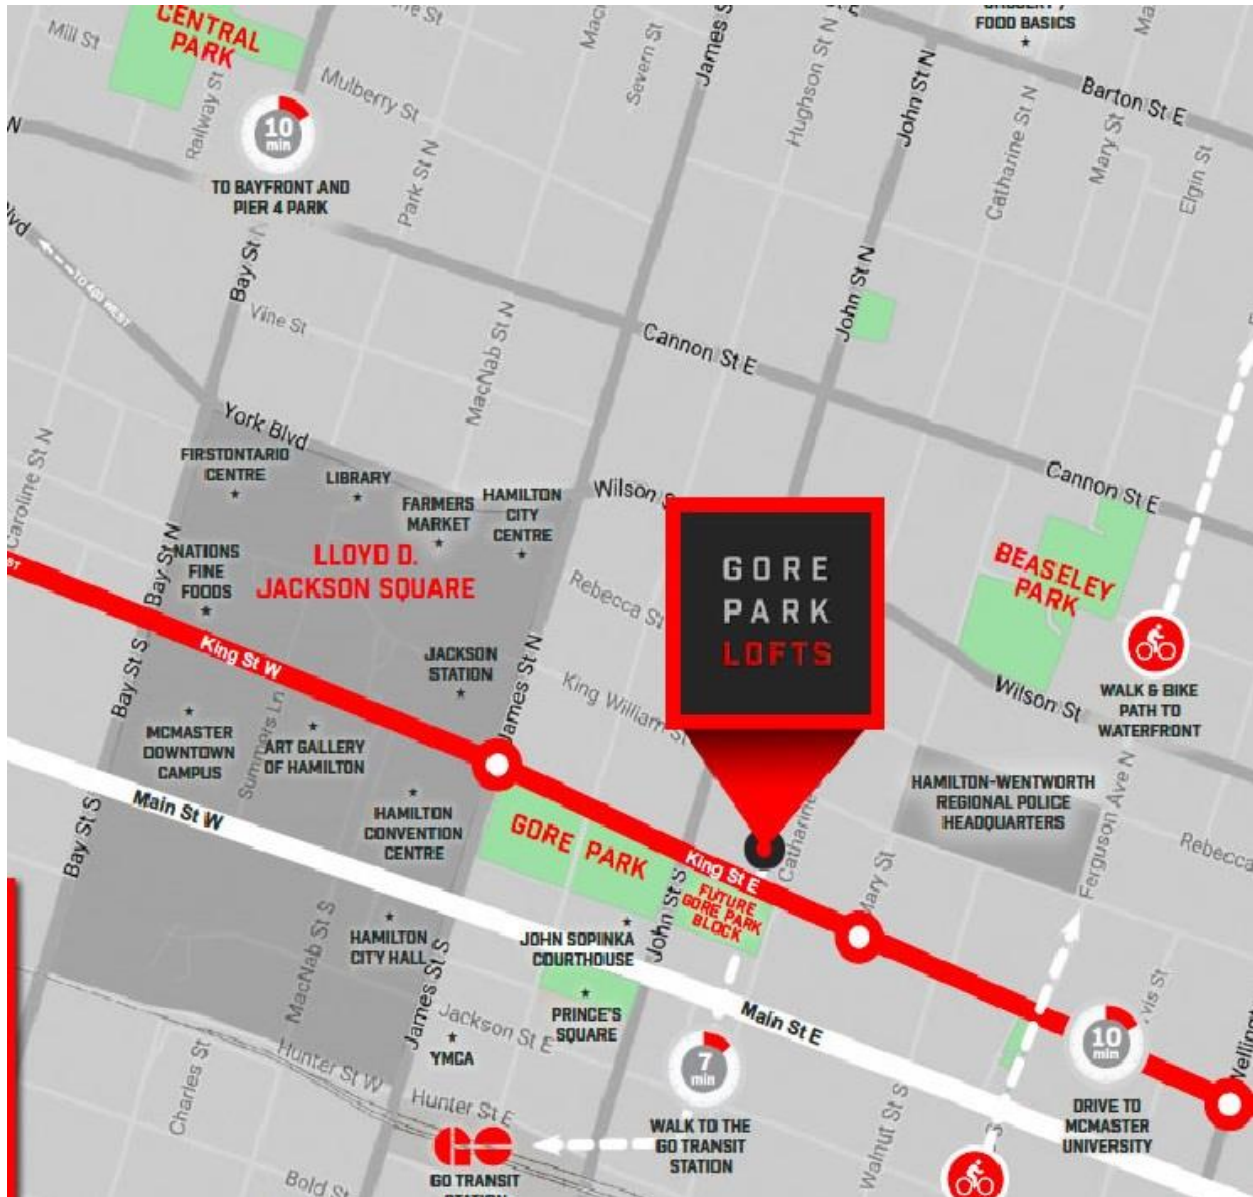 FOOD BASICS
CENTRAL
PARK
Mill St
James S
Severn St
Hughson St N
John St N
Catharine St N
Mary St
Barton St E
Elgin St
Railway St
Mulberry St
Park St N
10
min
TO BAYFRONT AND
PIER 4 PARK
Bay St N
Vine St
MacNab St N
John St N
Cannon St E
York Blvd
FIRSTONTARIO
CENTRE
LIBRARY
FARMERS
MARKET
HAMILTON
CITY
CENTRE
Wilson S
Cannon St E
Caroline St N
Bay St N
NATIONS
FINE
FOODS
LLOYD D.
JACKSON SQUARE
Rebecca St
GORE
PARK
LOFTS
BEASELEY
PARK
JACKSON
STATION
King St W
Bay St S
James St N
King William St
Wilson St
WALK & BIKE
PATH TO
WATERFRONT
MCMASTER
DOWNTOWN
CAMPUS
Summers Ln
ART GALLERY
OF HAMILTON
HAMILTON-WENTWORTH
REGIONAL POLICE
HEADQUARTERS
Ferguson Ave N
Rebecca
Main St W
Bay St S
HAMILTON
CONVENTION
CENTRE
GORE PARK
King St E
Catharine
Mary St
FUTURE
GORE PARK
BLOCK
John St S
HAMILTON
CITY HALL
JOHN SOPINKA
COURTHOUSE
MacNab St S
James St S
PRINCE'S
SQUARE
Jackson St E
YMCA
Main St E
7
min
WALK TO THE
GO TRANSIT
STATION
10
min
DRIVE TO
MCMASTER
UNIVERSITY
Charles St
Hunter St W
Hunter St E
Walnut St S
Bold St
GO
GO TRANSIT
STATION